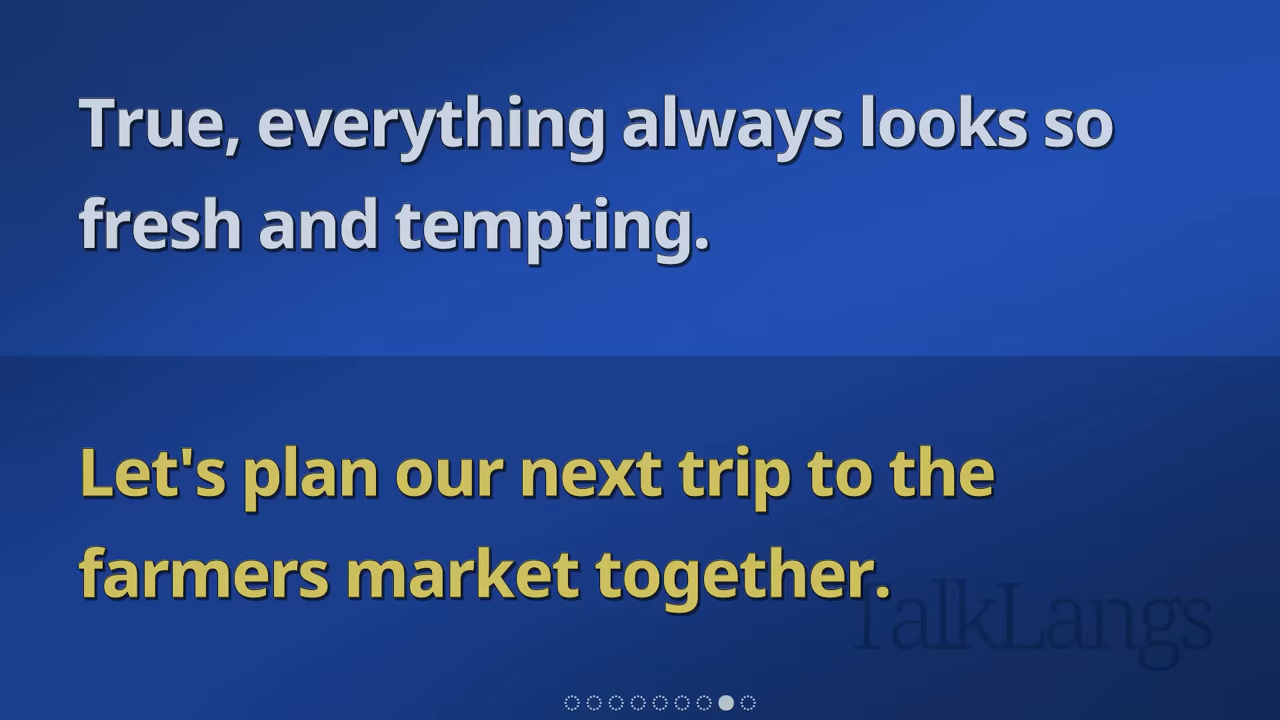 True, everything always looks so
fresh and tempting.
Let's plan our next trip to the
farmers market together.
TalkLangs